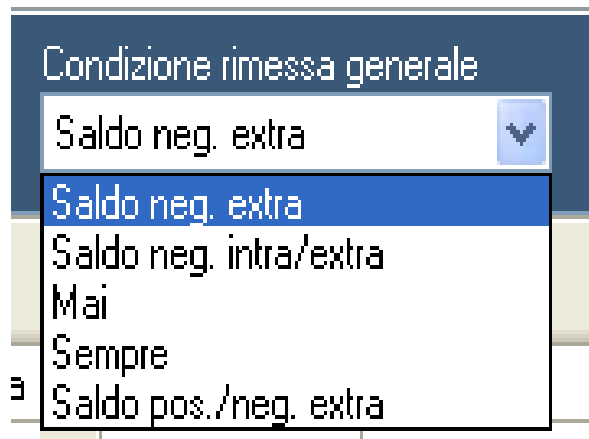 Condizione rimessa generale
Saldo neg. extra
Saldo neg. extra
Saldo neg. intra/extra
Mai
Sempre
a
Saldo pos./neg. extra